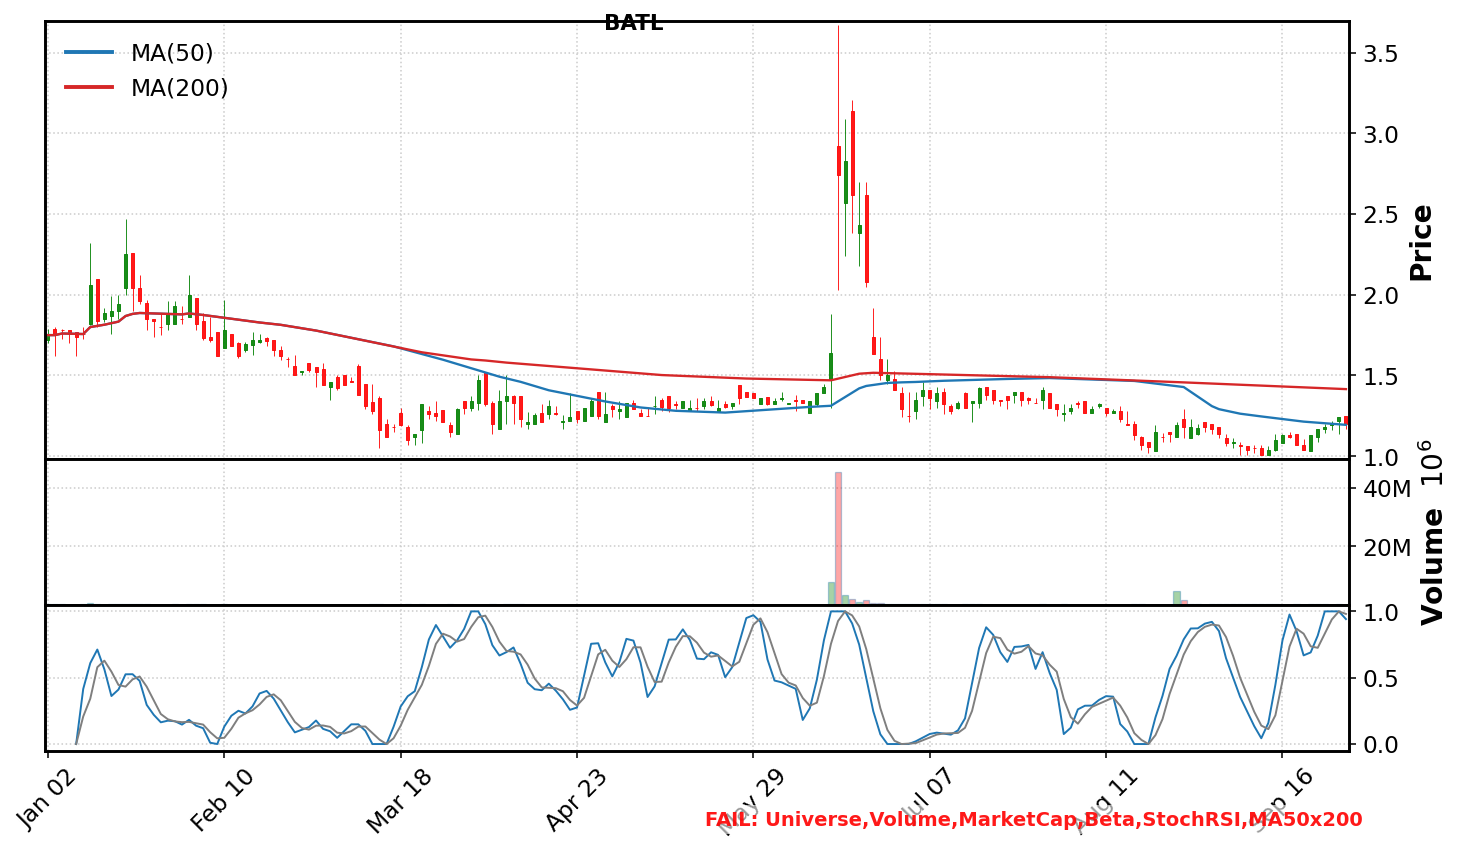 BATL
MA(50)
MA(200)
3.5
3.0
2.5
2.0
1.5
1.0
Price
40M
20M
Volume 10^6
1.0
0.5
0.0
Jan 02
Feb 10
Mar 18
Apr 23
May 29
Jul 07
Aug 11
Sep 16
FAIL: Universe,Volume,MarketCap,Beta,StochRSI,MA50x200